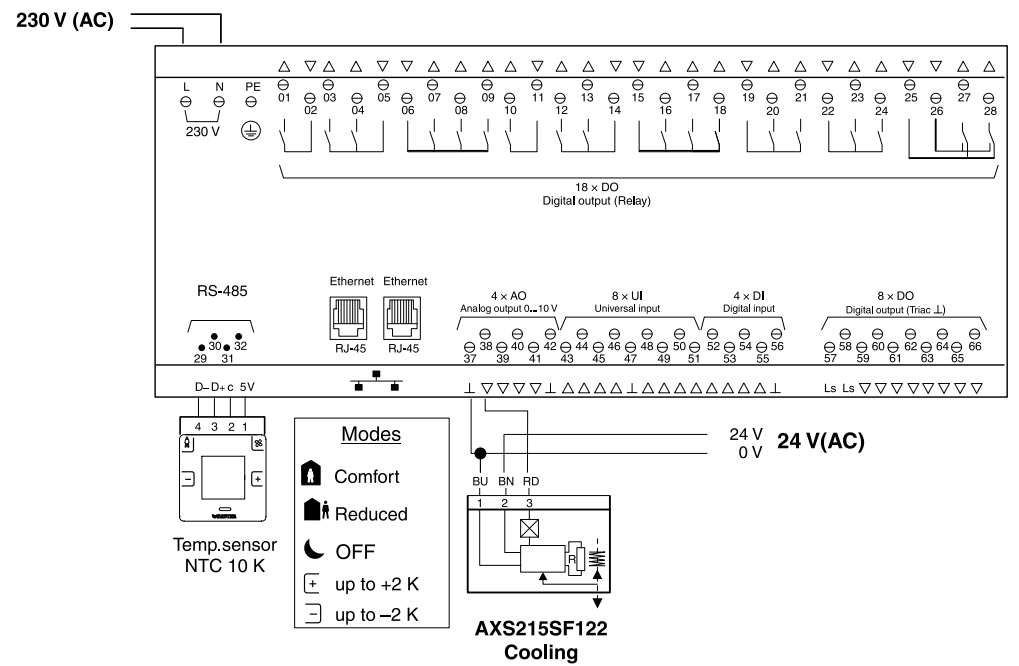 230 V (AC)
L N PE
230 V
01 02 03 04 05 06 07 08 09 10 11 12 13 14 15 16 17 18 19 20 21 22 23 24 25 26 27 28
18 × DO
Digital output (Relay)
RS-485
29 30 31 32
Ethernet Ethernet
RJ-45 RJ-45
4 × AO
Analog output 0...10 V
8 × UI
Universal input
4 × DI
Digital input
8 × DO
Digital output (Triac ⊥)
37 38 39 40 41 42 43 44 45 46 47 48 49 50 51 52 53 54 55 56 57 58 59 60 61 62 63 64 65 66
D– D+ c 5V
Ls Ls
4 3 2 1
Temp.sensor
NTC 10 K
Modes
Comfort
Reduced
OFF
+ up to +2 K
– up to –2 K
24 V
0 V
24 V(AC)
BU BN RD
1 2 3
R
AXS215SF122
Cooling